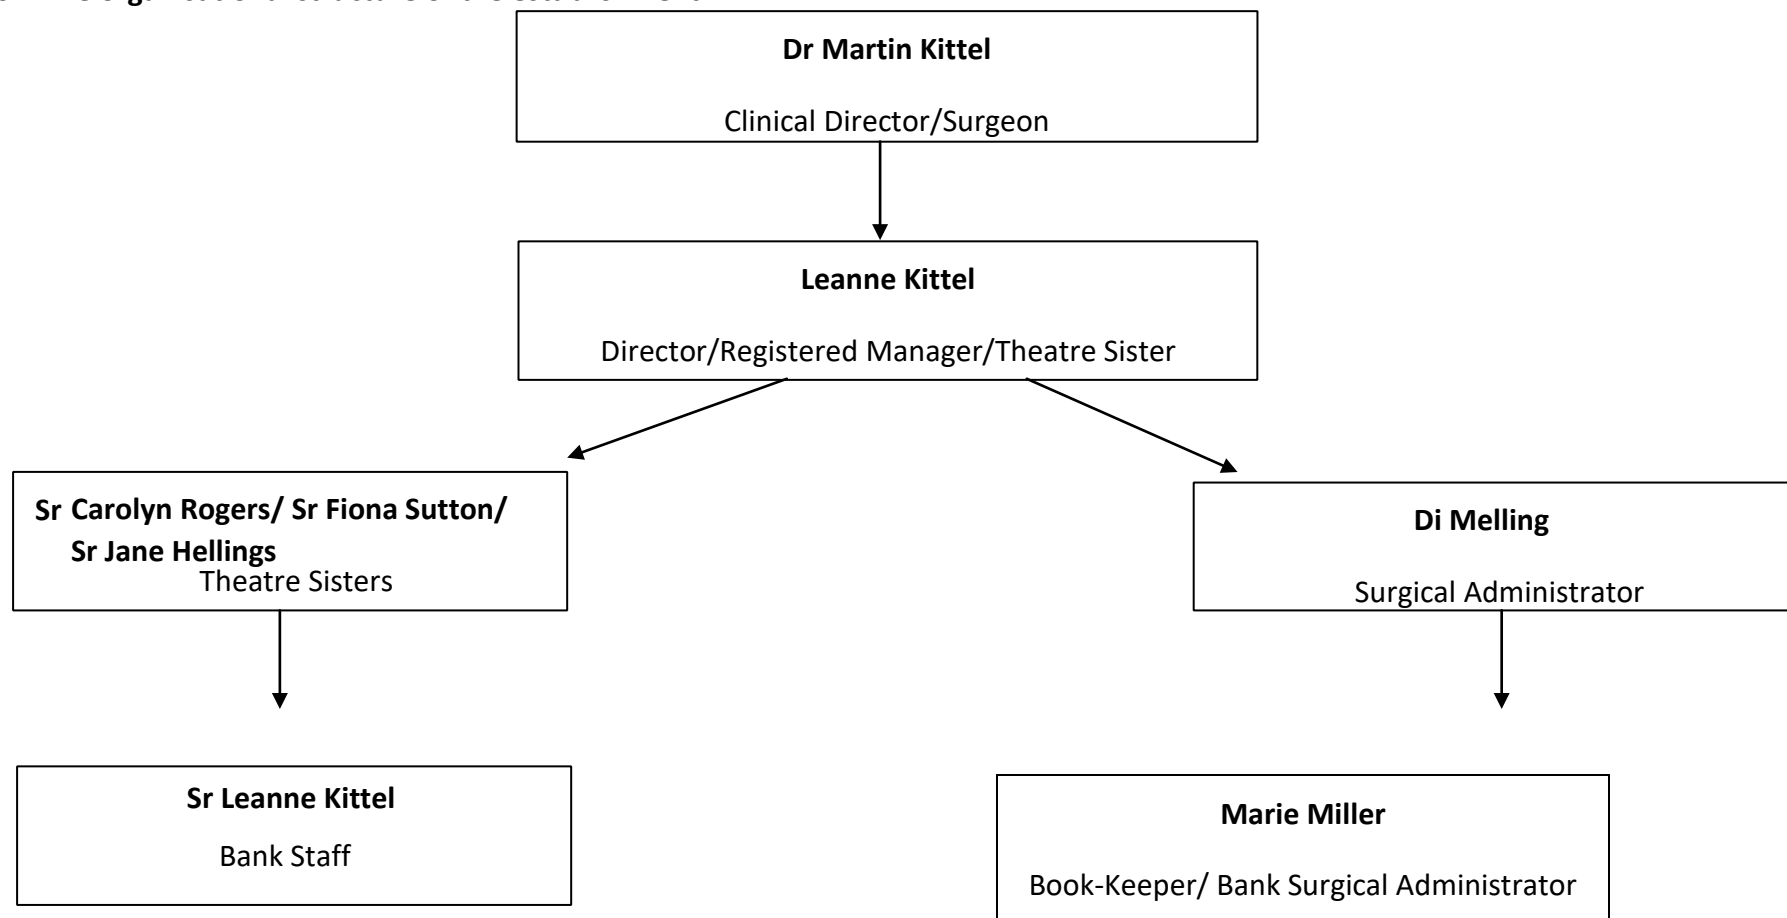 Dr Martin Kittel
Clinical Director/Surgeon
Leanne Kittel
Director/Registered Manager/Theatre Sister
Sr Carolyn Rogers/ Sr Fiona Sutton/
Sr Jane Hellings
Theatre Sisters
Di Melling
Surgical Administrator
Sr Leanne Kittel
Bank Staff
Marie Miller
Book-Keeper/ Bank Surgical Administrator